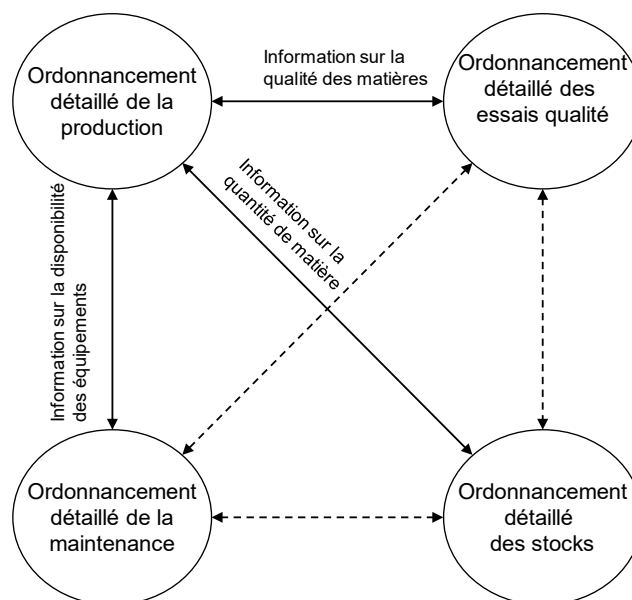 Ordonnancement
détaillé de la
production
Information sur la
qualité des matières
Ordonnancement
détaillé des
essais qualité
Information sur la
quantité de matière
Information sur la disponibilité
des équipements
Ordonnancement
détaillé de la
maintenance
Ordonnancement
détaillé
des stocks